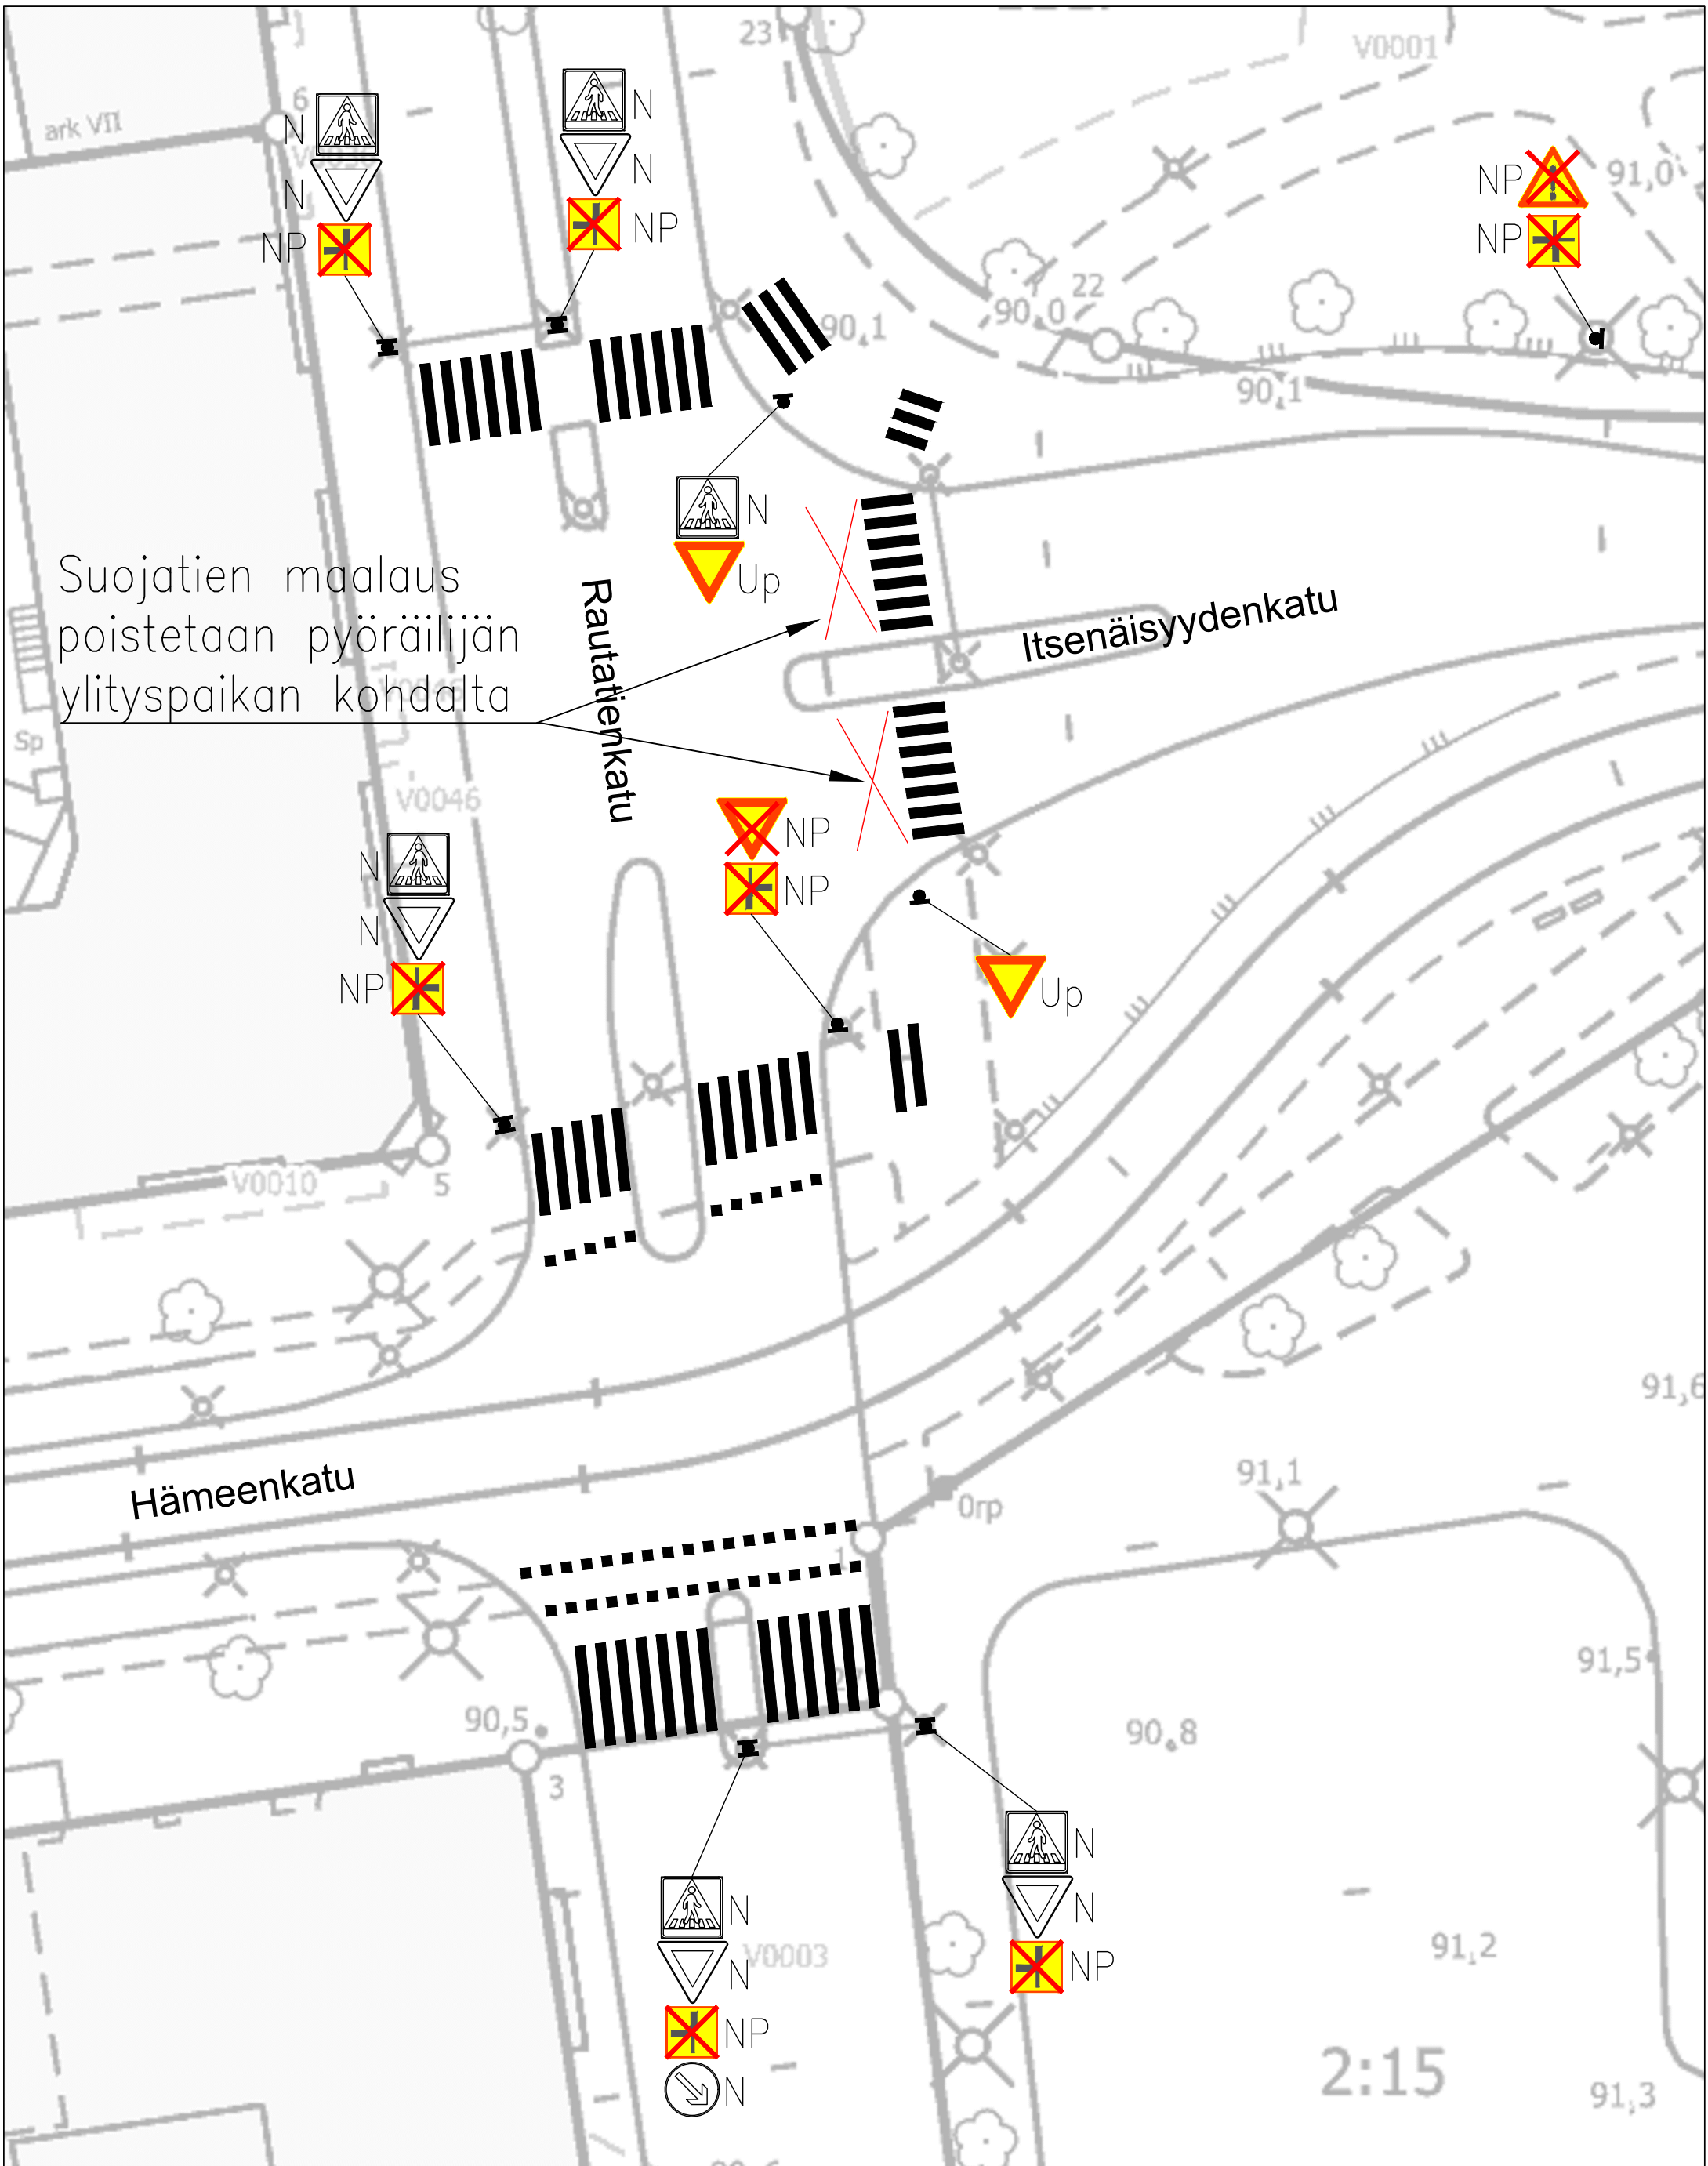 23
V0001
6
ark VII
N
N
N
N
NP
NP
NP
NP
91,0
90,0
22
90,1
90,1
N
Up
Suojatien maalaus
poistetaan pyöräilijän
ylityspaikan kohdalta
Rautatienkatu
Itsenäisyydenkatu
Sp
V0046
N
N
NP
NP
NP
Up
V0010
5
91,6
Hämeenkatu
91,1
0rp
1
91,5
90,5
90,8
3
N
N
NP
N
N
NP
N
V0003
91,2
2:15
91,3